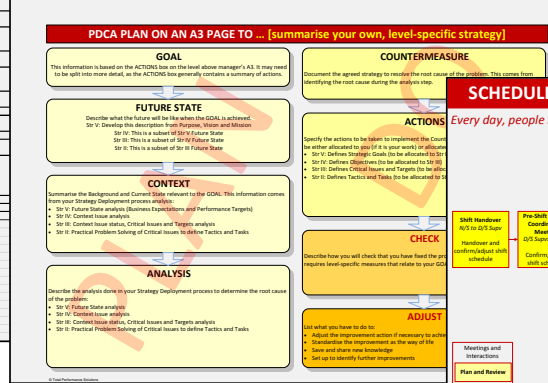 PDCA PLAN ON AN A3 PAGE TO … [summarise your own, level-specific strategy]
GOAL
This information is based on the ACTIONS box on the level above manager's A3. It may need
to be split into more detail, as the ACTIONS box generally contains a summary of actions.
FUTURE STATE
Describe what the future will be like when the GOAL is achieved.
Str V: Develop this description from Purpose, Vision and Mission
Str IV: This is a subset of Str V Future State
Str III: This is a subset of Str IV Future State
Str II: This is a subset of Str III Future State
CONTEXT
Summarise the Background and Current State relevant to the GOAL. This information comes
from your Strategy Deployment process analysis:
• Str V: Future State analysis (Business Expectations and Performance Targets)
• Str IV: Context Issue analysis
• Str III: Context Issue status, Critical Issues and Targets analysis
• Str II: Practical Problem Solving of Critical Issues to define Tactics and Tasks
ANALYSIS
Describe the analysis done in your Strategy Deployment process to determine the root cause
of the problem:
• Str V: Future State analysis
• Str IV: Context Issue analysis
• Str III: Context Issue status, Critical Issues and Targets analysis
• Str II: Practical Problem Solving of Critical Issues to define Tactics and Tasks
PLAN
© Total Performance Solutions
COUNTERMEASURE
Document the agreed strategy to resolve the root cause of the problem. This comes from
identifying the root cause during the analysis step.
ACTIONS
Specify the actions to be taken to implement the Count
be either allocated to you (if it is your work) or allocate
• Str V: Defines Strategic Goals (to be allocated to Str I
• Str IV: Defines Objectives (to be allocated to Str III)
• Str III: Defines Critical Issues and Targets (to be alloc
• Str II: Defines Tactics and Tasks (to be allocated to St
DO
CHECK
Describe how you will check that you have fixed the pro
requires level-specific measures that relate to your GOA
ADJUST
List what you have to do to:
• Adjust the improvement action if necessary to achie
• Standardise the improvement as the way of life
• Save and share new knowledge
• Set up to identify further improvements
SCHEDUL
Every day, people
Shift Handover
N/S to D/S Supv
Handover and
confirm/adjust shift
schedule
Pre-Shift
Coordin
Meet
D/S Supv
Confirm,
shift sch
Meetings and
Interactions
Plan and Review